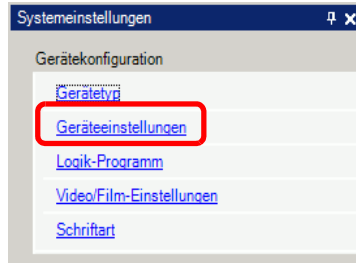 Systemeinstellungen
Gerätekonfiguration
Gerätetyp
Geräteeinstellungen
Logik-Programm
Video/Film-Einstellungen
Schriftart